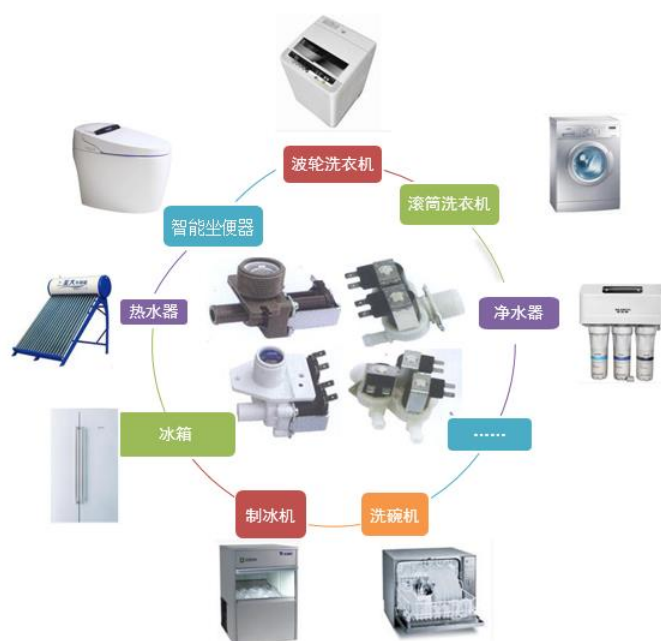 波轮洗衣机
滚筒洗衣机
智能坐便器
热水器
净水器
冰箱
......
制冰机
洗碗机